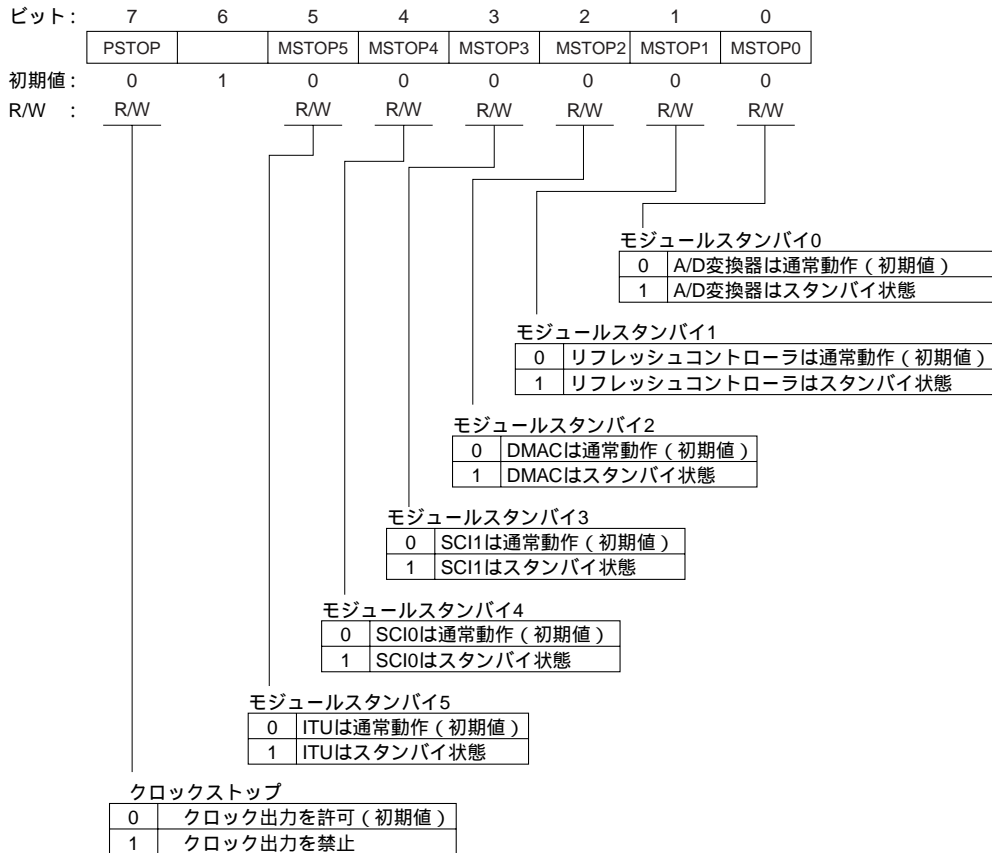 ビット： 7 6 5 4 3 2 1 0
PSTOP MSTOP5 MSTOP4 MSTOP3 MSTOP2 MSTOP1 MSTOP0
初期値： 0 1 0 0 0 0 0 0
R/W ： R/W R/W R/W R/W R/W R/W R/W
モジュールスタンバイ0
0 A/D変換器は通常動作（初期値）
1 A/D変換器はスタンバイ状態
モジュールスタンバイ1
0 リフレッシュコントローラは通常動作（初期値）
1 リフレッシュコントローラはスタンバイ状態
モジュールスタンバイ2
0 DMACは通常動作（初期値）
1 DMACはスタンバイ状態
モジュールスタンバイ3
0 SCI1は通常動作（初期値）
1 SCI1はスタンバイ状態
モジュールスタンバイ4
0 SCI0は通常動作（初期値）
1 SCI0はスタンバイ状態
モジュールスタンバイ5
0 ITUは通常動作（初期値）
1 ITUはスタンバイ状態
クロックストップ
0 クロック出力を許可（初期値）
1 クロック出力を禁止